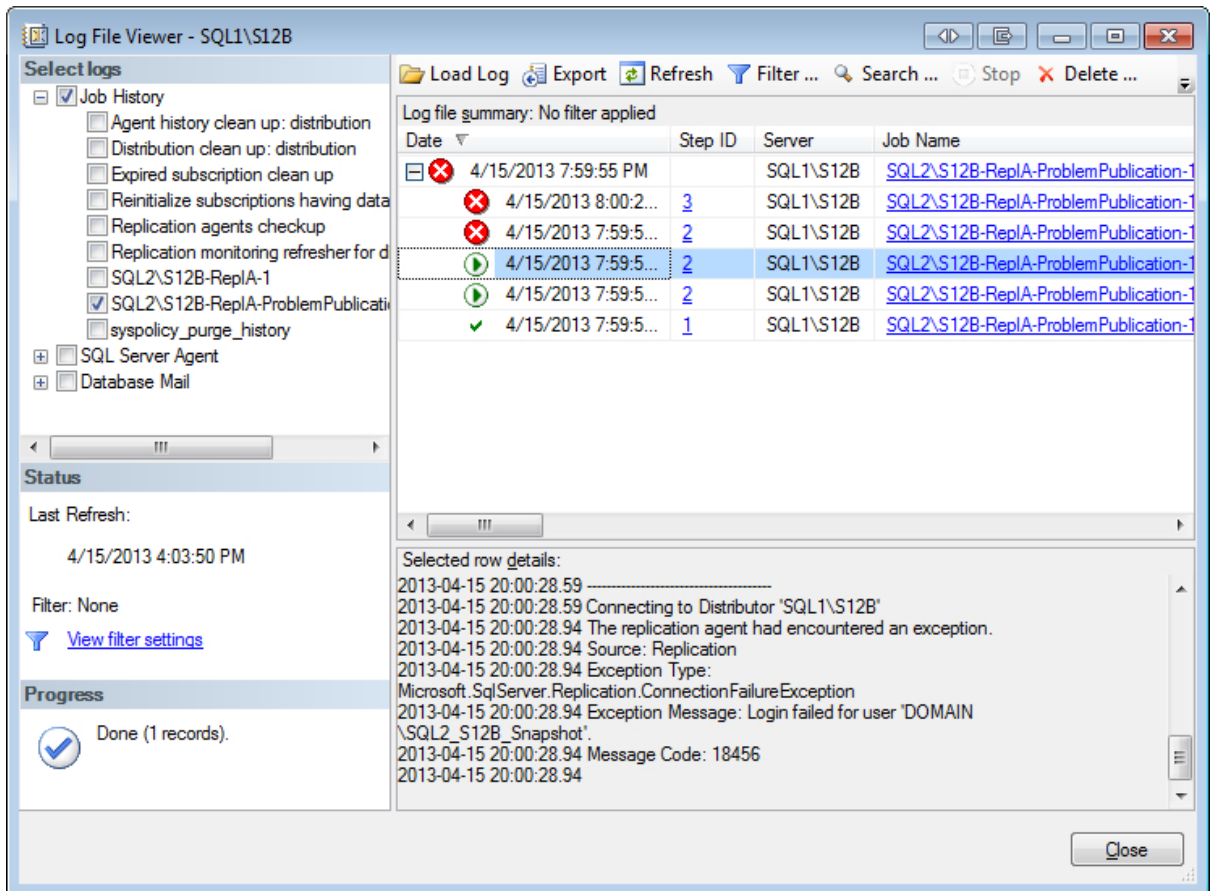 Log File Viewer - SQL1\S12B
Select logs
Job History
Agent history clean up: distribution
Distribution clean up: distribution
Expired subscription clean up
Reinitialize subscriptions having data
Replication agents checkup
Replication monitoring refresher for d
SQL2\S12B-ReplA-1
SQL2\S12B-ReplA-ProblemPublicati
syspolicy_purge_history
SQL Server Agent
Database Mail
Status
Last Refresh:
4/15/2013 4:03:50 PM
Filter: None
View filter settings
Progress
Done (1 records).
Load Log Export Refresh Filter ... Search ... Stop Delete ...
Log file summary: No filter applied
Date Step ID Server Job Name
4/15/2013 7:59:55 PM SQL1\S12B SQL2\S12B-ReplA-ProblemPublication-1
4/15/2013 8:00:2... 3 SQL1\S12B SQL2\S12B-ReplA-ProblemPublication-1
4/15/2013 7:59:5... 2 SQL1\S12B SQL2\S12B-ReplA-ProblemPublication-1
4/15/2013 7:59:5... 2 SQL1\S12B SQL2\S12B-ReplA-ProblemPublication-1
4/15/2013 7:59:5... 2 SQL1\S12B SQL2\S12B-ReplA-ProblemPublication-1
4/15/2013 7:59:5... 1 SQL1\S12B SQL2\S12B-ReplA-ProblemPublication-1
Selected row details:
2013-04-15 20:00:28.59 ---------------------------------------
2013-04-15 20:00:28.59 Connecting to Distributor 'SQL1\S12B'
2013-04-15 20:00:28.94 The replication agent had encountered an exception.
2013-04-15 20:00:28.94 Source: Replication
2013-04-15 20:00:28.94 Exception Type:
Microsoft.SqlServer.Replication.ConnectionFailureException
2013-04-15 20:00:28.94 Exception Message: Login failed for user 'DOMAIN
\SQL2_S12B_Snapshot'.
2013-04-15 20:00:28.94 Message Code: 18456
2013-04-15 20:00:28.94
Close